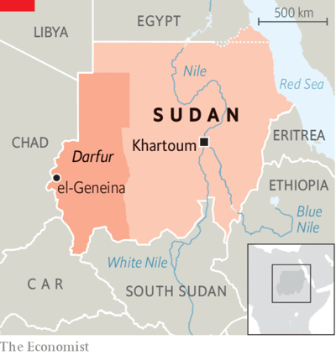 500 km
EGYPT
LIBYA
Nile
Red Sea
SUDAN
Khartoum
CHAD
Darfur
ERITREA
el-Geneina
ETHIOPIA
Blue
Nile
White Nile
CAR
SOUTH SUDAN
The Economist